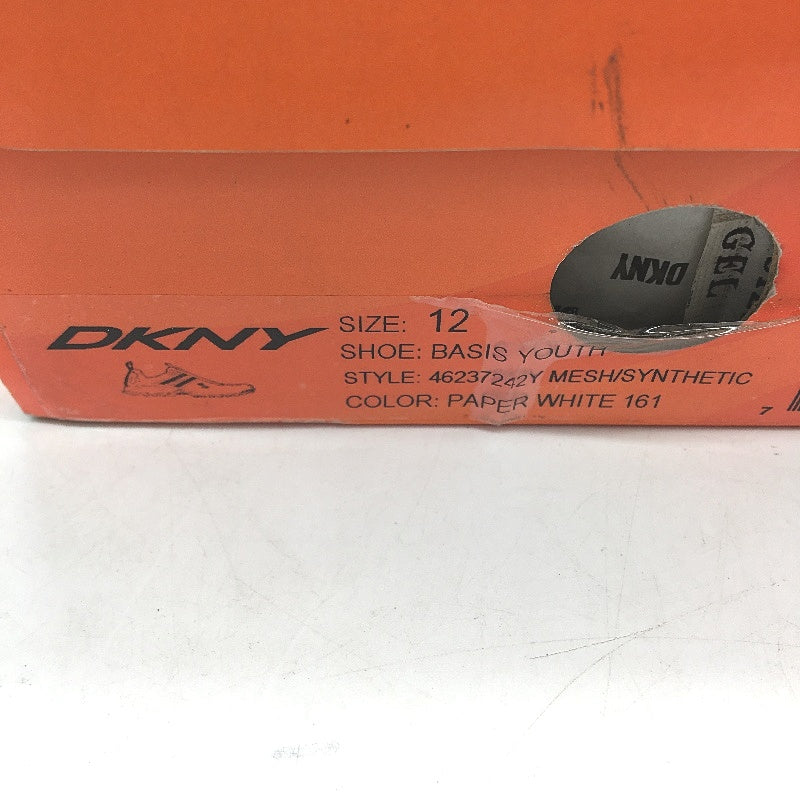 DKNY
SIZE: 12
SHOE: BASIS YOUTH
STYLE: 46237242Y MESH/SYNTHETIC
COLOR: PAPER WHITE 161
7
DKNY
GEL